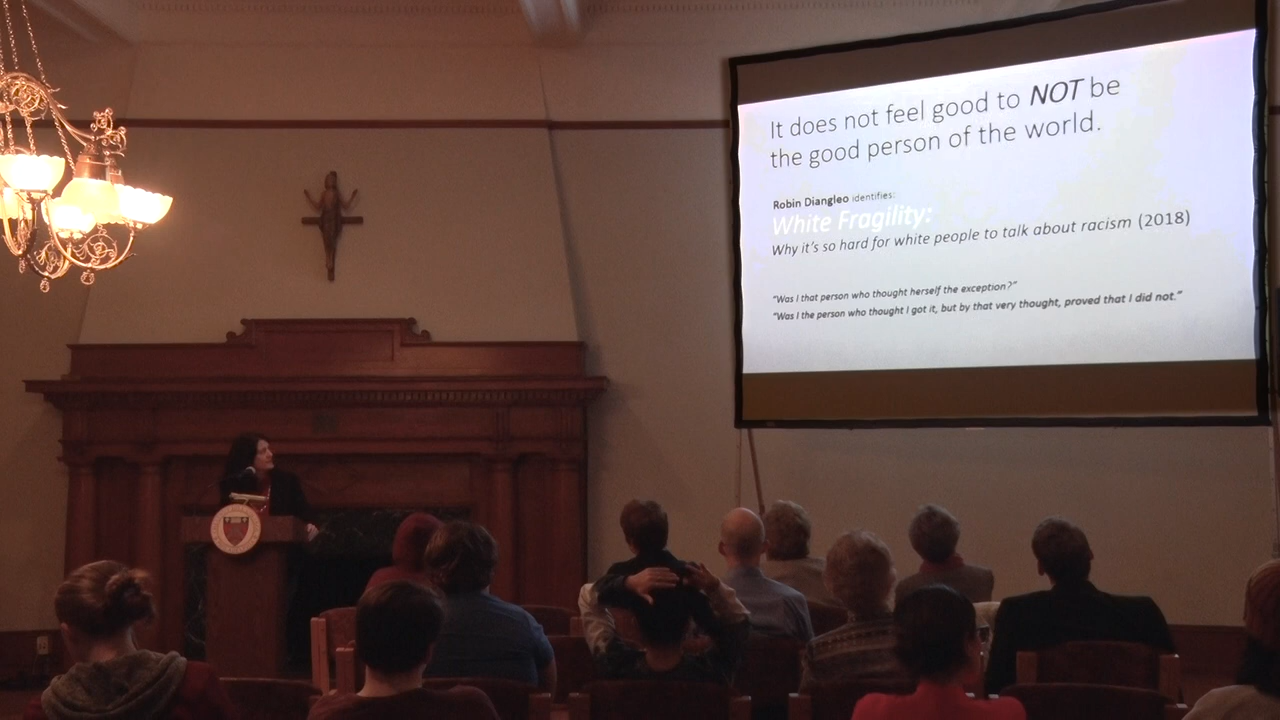 It does not feel good to NOT be
the good person of the world.
Robin Diangleo identifies:
White Fragility:
Why it's so hard for white people to talk about racism (2018)
"Was I that person who thought herself the exception?"
"Was I the person who thought I got it, but by that very thought, proved that I did not."